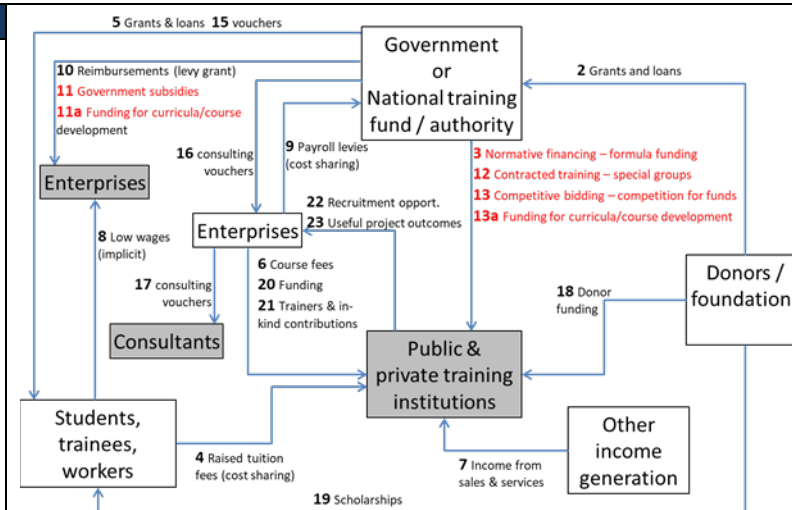 5 Grants & loans 15 vouchers
Government
or
National training
fund / authority
10 Reimbursements (levy grant)
11 Government subsidies
11a Funding for curricula/course
development
2 Grants and loans
9 Payroll levies
(cost sharing)
16 consulting
vouchers
3 Normative financing – formula funding
12 Contracted training – special groups
13 Competitive bidding – competition for funds
13a Funding for curricula/course development
Enterprises
22 Recruitment opport.
23 Useful project outcomes
Enterprises
8 Low wages
(implicit)
6 Course fees
20 Funding
21 Trainers & in-
kind contributions
17 consulting
vouchers
Donors /
foundation
18 Donor
funding
Consultants
Public &
private training
institutions
Students,
trainees,
workers
Other
income
generation
4 Raised tuition
fees (cost sharing)
7 Income from
sales & services
19 Scholarships